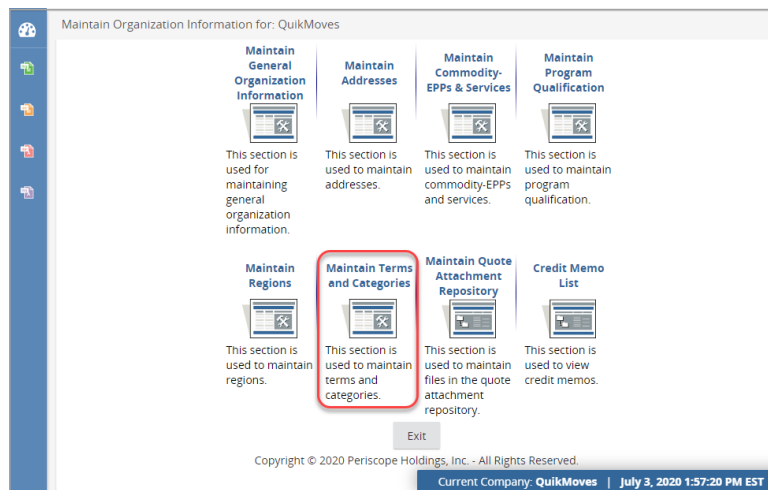 Maintain Organization Information for: QuikMoves
Maintain
General
Organization
Information
This section is
used for
maintaining
general
organization
information.
Maintain
Addresses
This section is
used to maintain
addresses.
Maintain
Commodity-
EPPs & Services
This section is
used to maintain
commodity-EPPs
and services.
Maintain
Program
Qualification
This section is
used to maintain
program
qualification.
Maintain
Regions
This section is
used to maintain
regions.
Maintain Terms
and Categories
This section is
used to maintain
terms and
categories.
Maintain Quote
Attachment
Repository
This section is
used to maintain
files in the quote
attachment
repository.
Credit Memo
List
This section is
used to view
credit memos.
Exit
Copyright © 2020 Periscope Holdings, Inc. - All Rights Reserved.
Current Company: QuikMoves | July 3, 2020 1:57:20 PM EST